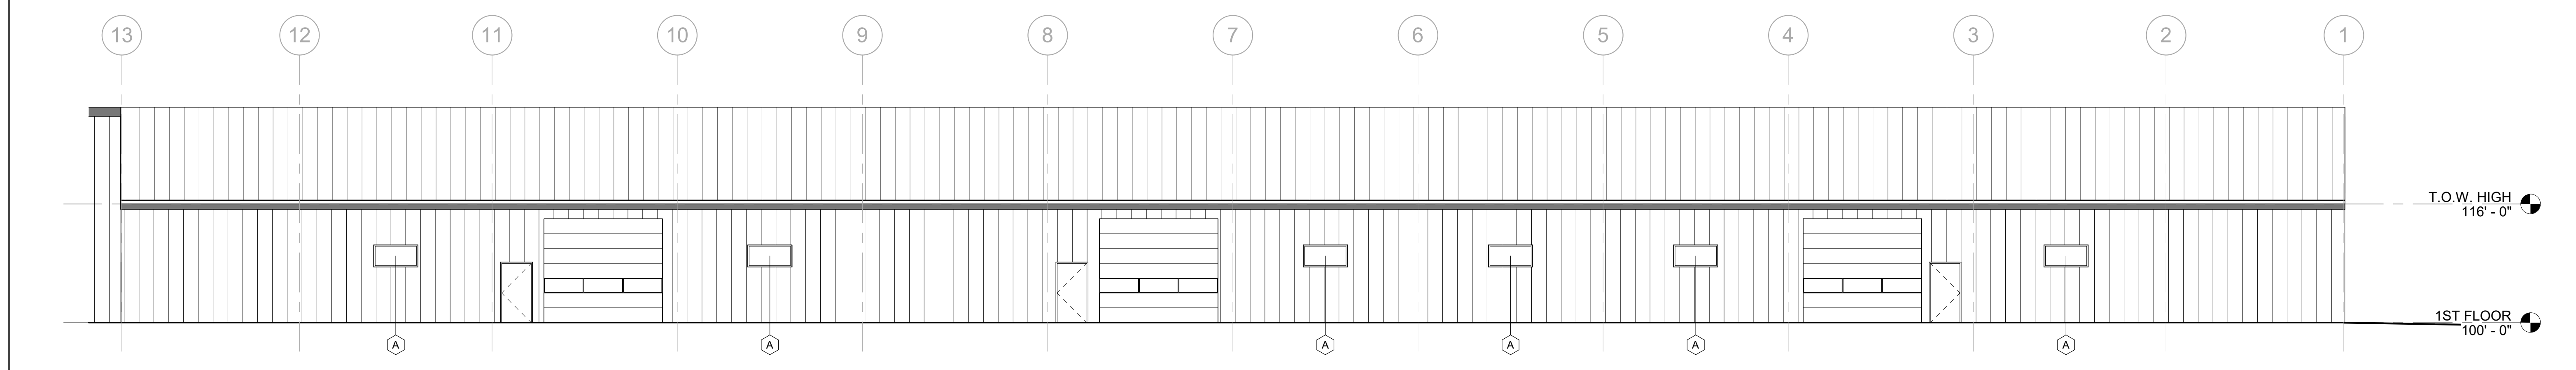 13 12 11 10 9 8 7 6 5 4 3 2 1
T.O.W. HIGH
116' - 0"
1ST FLOOR
100' - 0"
A A A A A A